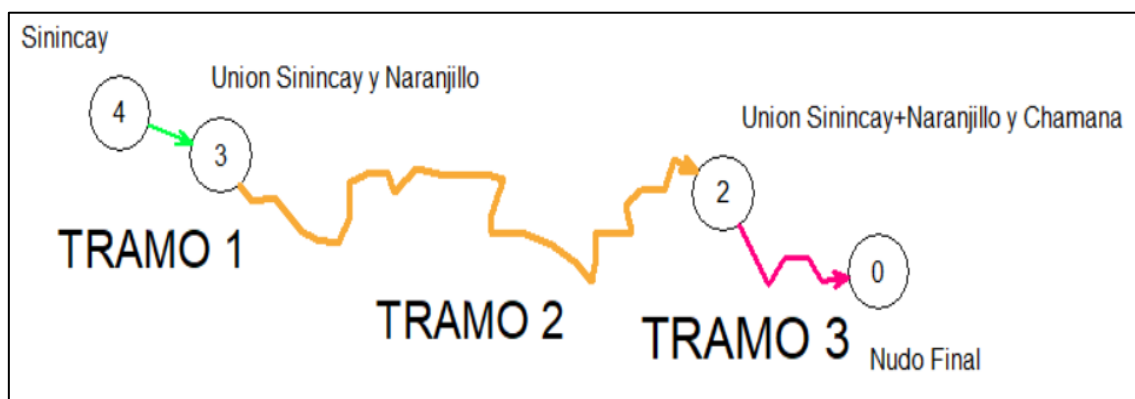 Sinincay
Union Sinincay y Naranjillo
4
3
Union Sinincay+Naranjillo y Chamana
2
0
TRAMO 1
TRAMO 2
TRAMO 3
Nudo Final